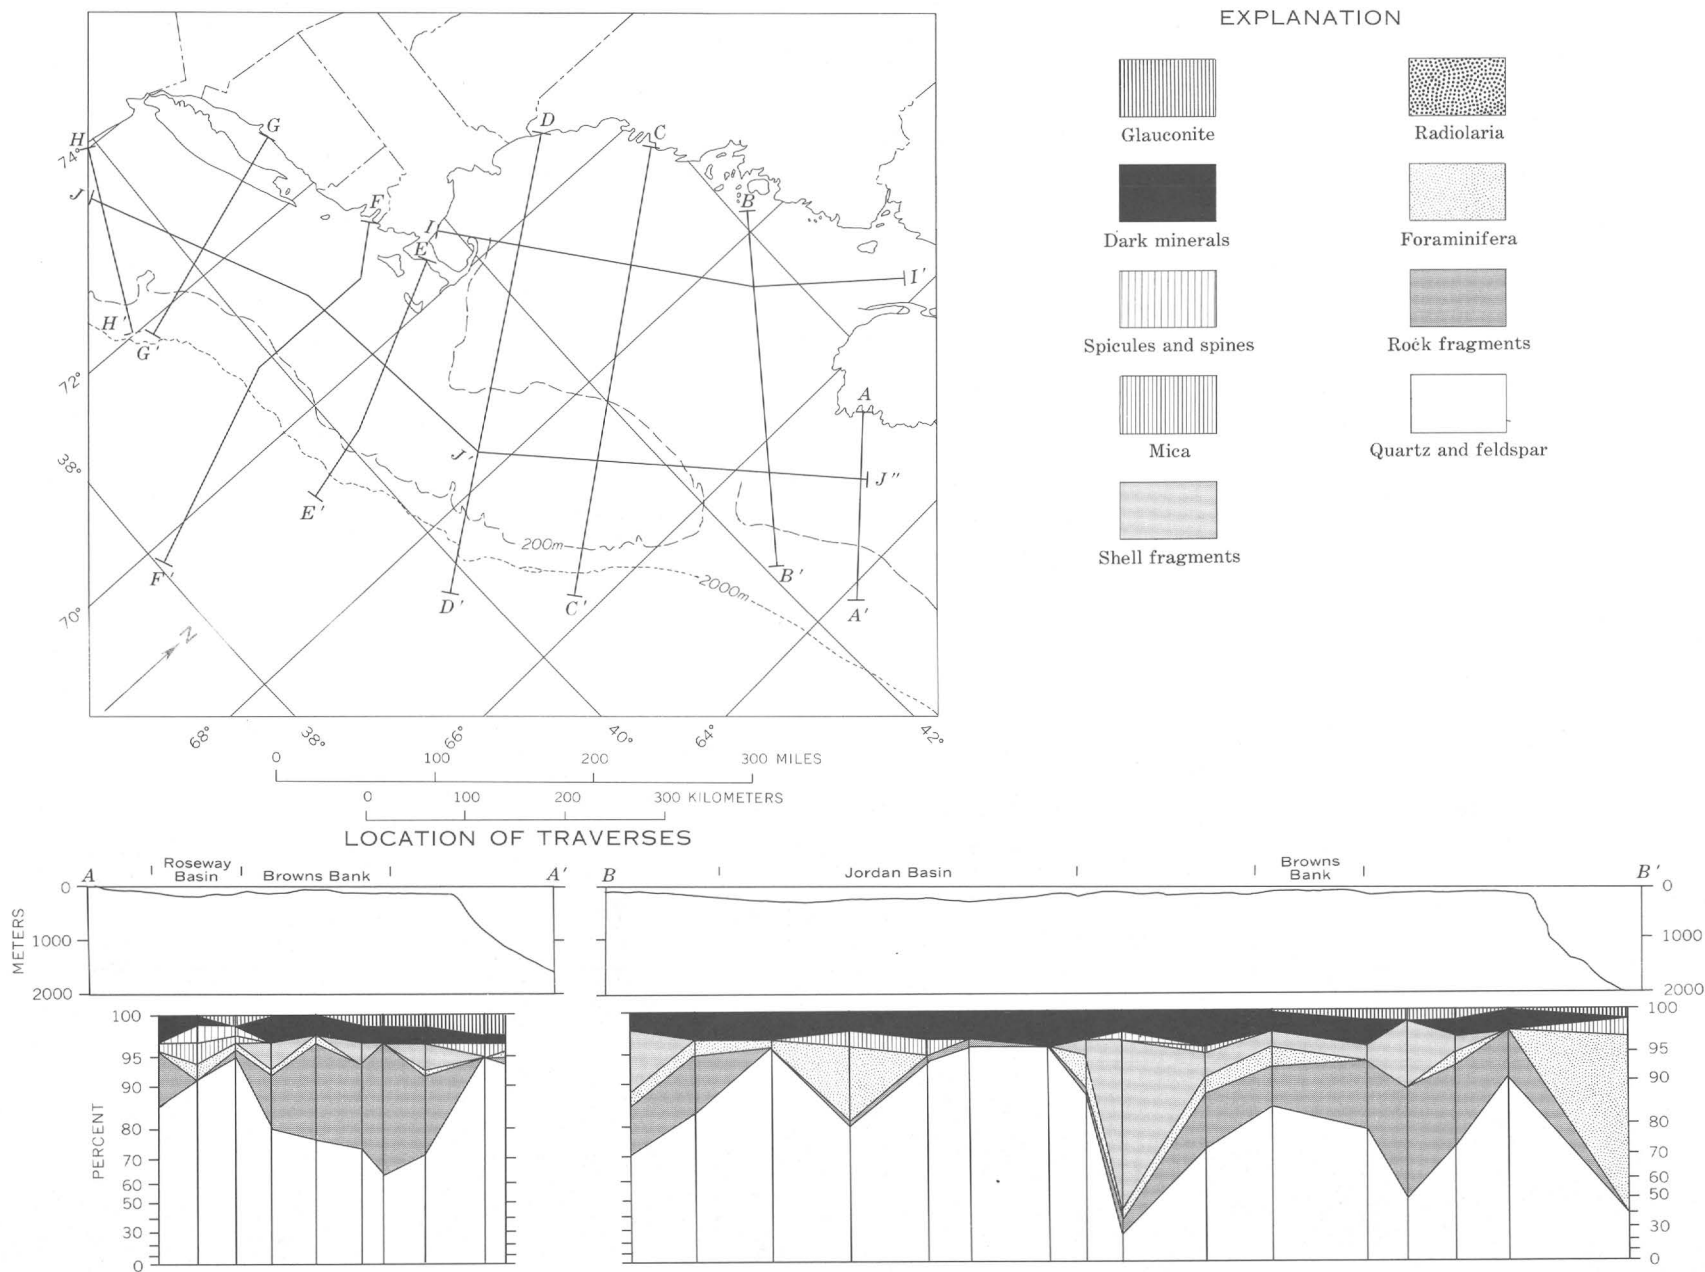 EXPLANATION
Glauconite
Radiolaria
Dark minerals
Foraminifera
Spicules and spines
Rock fragments
Mica
Quartz and feldspar
Shell fragments
H
G
D
C
74°
J
F
B
I
E
I'
H'
G'
72°
A
J'
J"
38°
E'
200m
F'
B'
2000m
D'
C'
A'
70°
N
68°
38°
66°
40°
64°
42°
0 100 200 300 MILES
0 100 200 300 KILOMETERS
LOCATION OF TRAVERSES
A Roseway Basin Browns Bank A'
B Jordan Basin Browns Bank B'
METERS
0
1000
2000
0
1000
2000
PERCENT
100
95
90
80
70
60
50
30
0
100
95
90
80
70
60
50
30
0